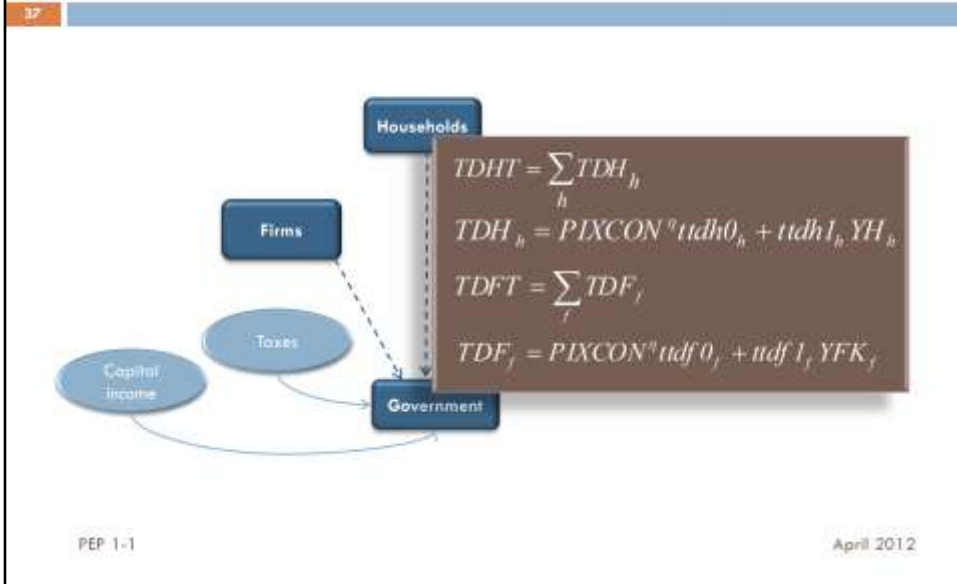 37
Households
Firms
Taxes
Capital
income
Government
TDHT = ∑_h TDH_h
TDH_h = PIXCON^η ttdh0_h + ttdh1_h YH_h
TDFT = ∑_f TDF_f
TDF_f = PIXCON^η ttdf0_f + ttdf1_f YFK_f
PEP 1-1
April 2012